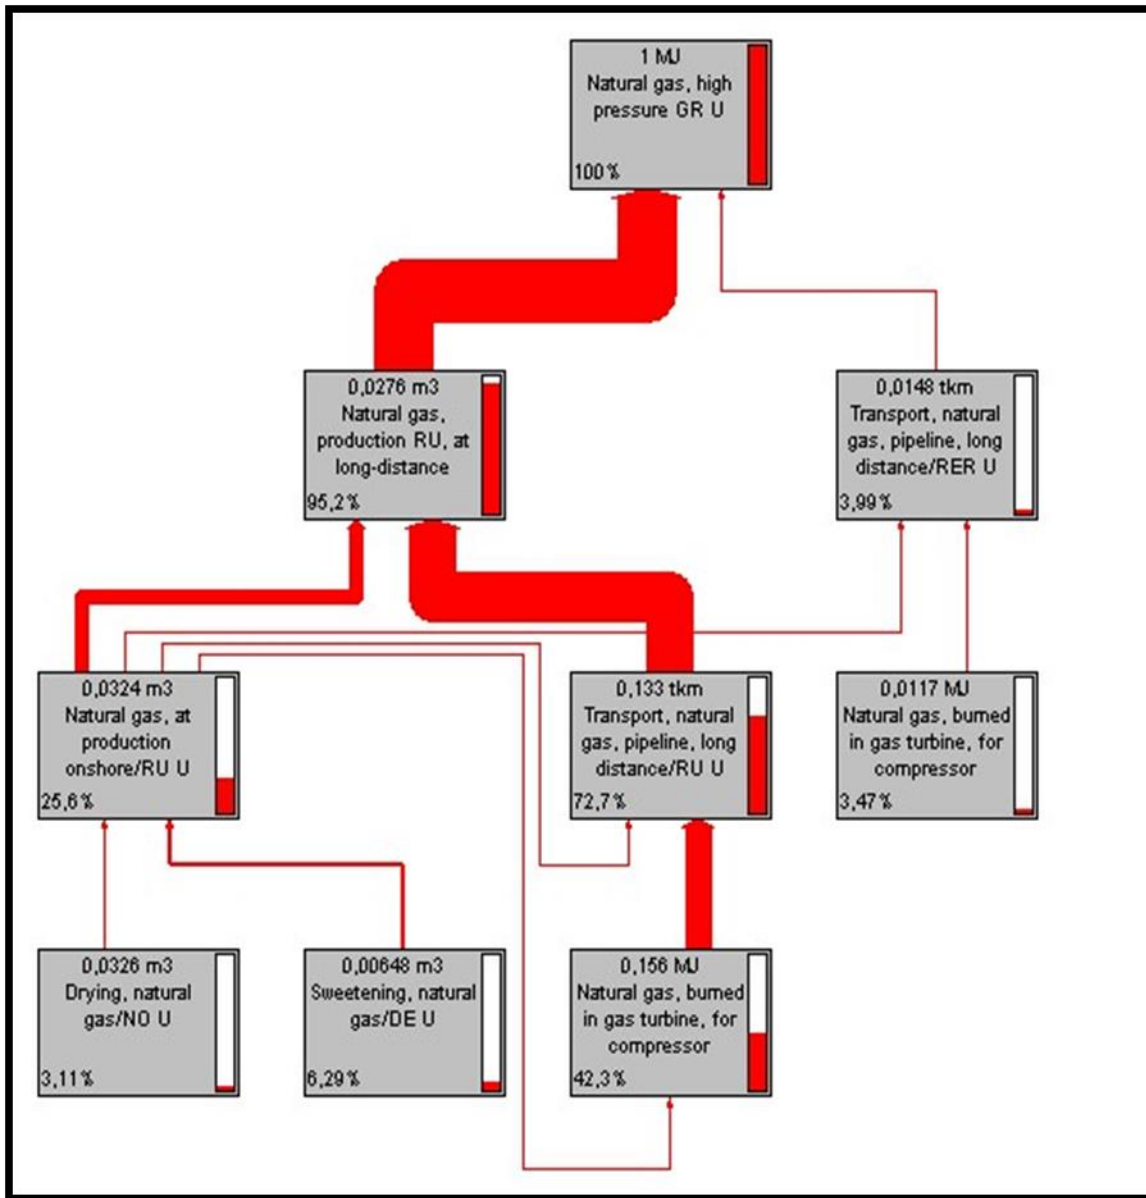 1 MJ
Natural gas, high
pressure GR U
100%
0,0276 m3
Natural gas,
production RU, at
long-distance
95,2%
0,0148 tkm
Transport, natural
gas, pipeline, long
distance/RER U
3,99%
0,0324 m3
Natural gas, at
production
onshore/RU U
25,6%
0,133 tkm
Transport, natural
gas, pipeline, long
distance/RU U
72,7%
0,0117 MJ
Natural gas, burned
in gas turbine, for
compressor
3,47%
0,0326 m3
Drying, natural
gas/NO U
3,11%
0,00648 m3
Sweetening, natural
gas/DE U
6,29%
0,156 MJ
Natural gas, burned
in gas turbine, for
compressor
42,3%